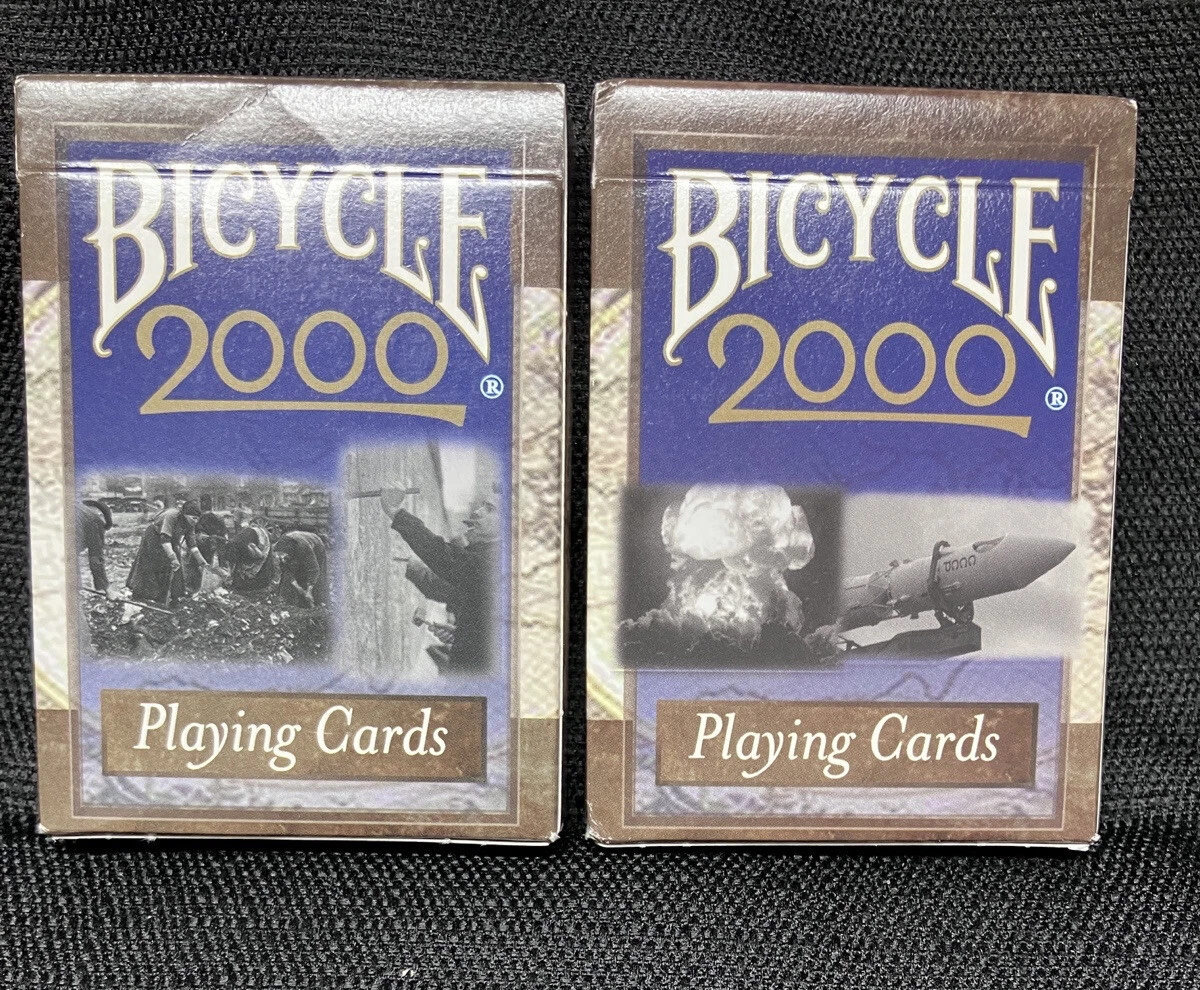 BICYCLE
2000
®
Playing Cards
BICYCLE
2000
®
Playing Cards